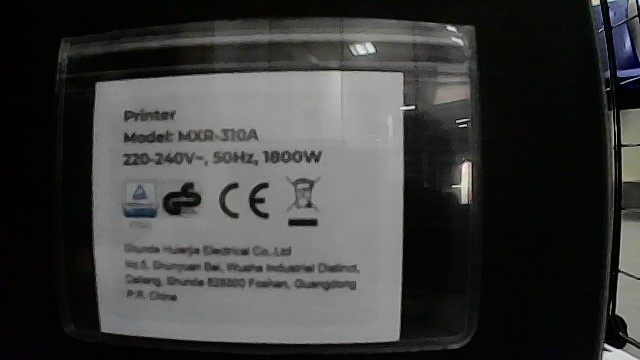 Printer
Model: MXR-310A
220-240V~, 50Hz, 1800W
CE
Shunde Huierjia Electrical Co., Ltd
No.5, Shunyuan Bei, Wusha Industrial District,
Daliang, Shunde 528300 Foshan, Guangdong
P.R. China